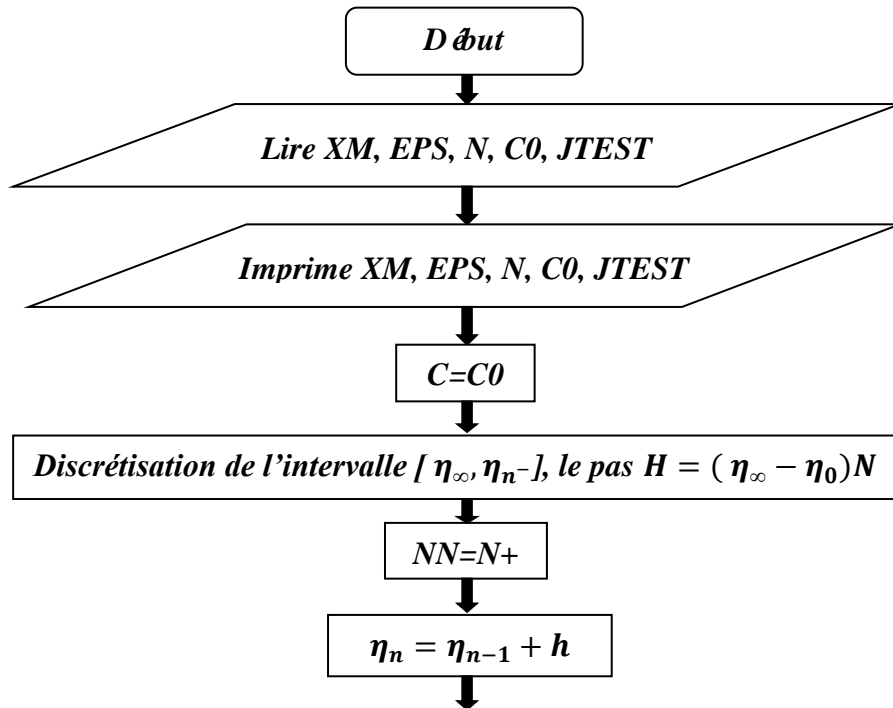 Début
Lire XM, EPS, N, C0, JTEST
Imprime XM, EPS, N, C0, JTEST
C=C0
Discrétisation de l'intervalle [ η∞, ηn⁻ ], le pas H = ( η∞ − η0)N
NN=N+
ηn = ηn−1 + h